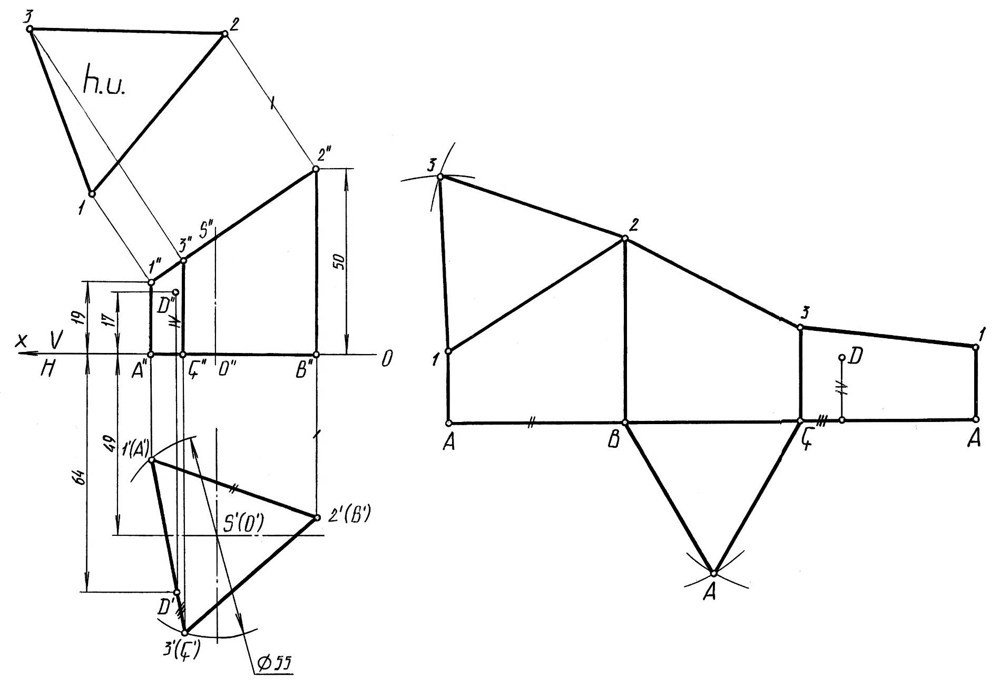 3
2
h.u.
1
2"
S"
3"
1"
D"
50
19
17
x V
H
A" Ç" O" B" O
49
64
1'(A')
S'(O')
2'(B')
D'
3'(Ç')
Ø55
3
2
3
1
1
D
A B Ç A
A